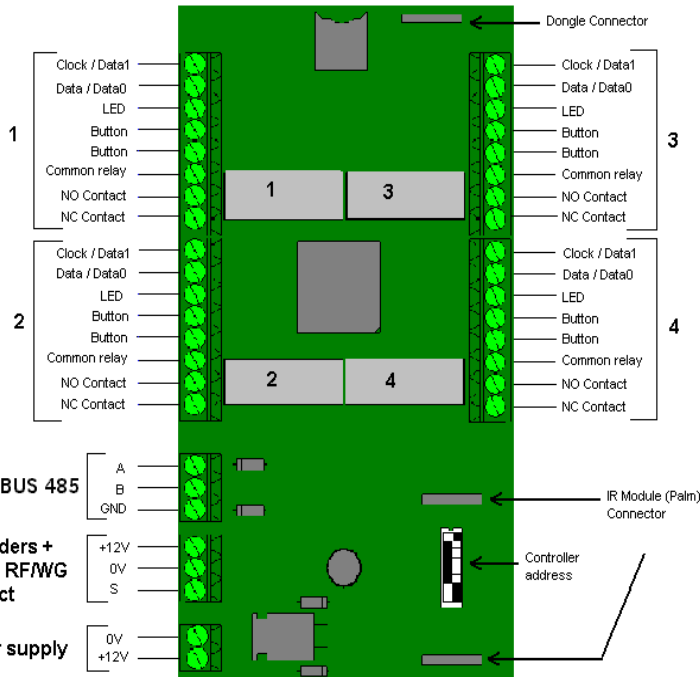 Dongle Connector
1
Clock / Data1
Data / Data0
LED
Button
Button
Common relay
NO Contact
NC Contact
1
3
Clock / Data1
Data / Data0
LED
Button
Button
Common relay
NO Contact
NC Contact
3
2
Clock / Data1
Data / Data0
LED
Button
Button
Common relay
NO Contact
NC Contact
2
4
Clock / Data1
Data / Data0
LED
Button
Button
Common relay
NO Contact
NC Contact
4
BUS 485
A
B
GND
IR Module (Palm)
Connector
ders +
RF/WG
ct
+12V
0V
S
Controller
address
supply
0V
+12V